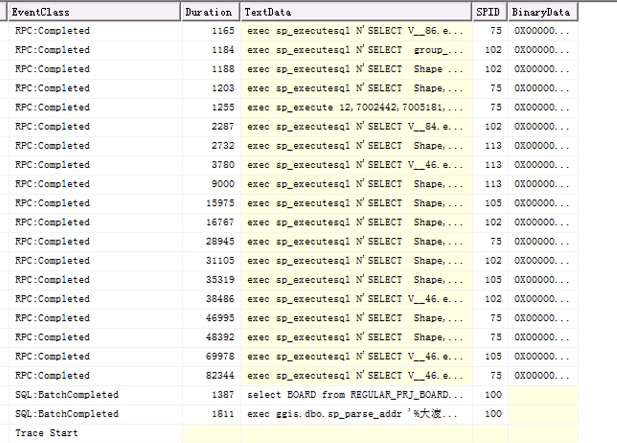 EventClass Duration TextData SPID BinaryData
RPC:Completed 1165 exec sp_executesql N'SELECT V__86.e... 75 0X00000...
RPC:Completed 1184 exec sp_executesql N'SELECT group_... 102 0X00000...
RPC:Completed 1188 exec sp_executesql N'SELECT Shape ... 102 0X00000...
RPC:Completed 1203 exec sp_executesql N'SELECT Shape,... 75 0X00000...
RPC:Completed 1255 exec sp_execute 12,7002442,7005181,... 75 0X00000...
RPC:Completed 2287 exec sp_executesql N'SELECT V__84.e... 102 0X00000...
RPC:Completed 2732 exec sp_executesql N'SELECT Shape,... 113 0X00000...
RPC:Completed 3780 exec sp_executesql N'SELECT V__46.e... 113 0X00000...
RPC:Completed 9000 exec sp_executesql N'SELECT Shape,... 113 0X00000...
RPC:Completed 15975 exec sp_executesql N'SELECT Shape,... 105 0X00000...
RPC:Completed 16767 exec sp_executesql N'SELECT Shape,... 102 0X00000...
RPC:Completed 28945 exec sp_executesql N'SELECT Shape,... 75 0X00000...
RPC:Completed 31105 exec sp_executesql N'SELECT Shape,... 102 0X00000...
RPC:Completed 35319 exec sp_executesql N'SELECT Shape,... 105 0X00000...
RPC:Completed 38486 exec sp_executesql N'SELECT V__46.e... 102 0X00000...
RPC:Completed 46995 exec sp_executesql N'SELECT Shape,... 75 0X00000...
RPC:Completed 48392 exec sp_executesql N'SELECT Shape,... 75 0X00000...
RPC:Completed 69978 exec sp_executesql N'SELECT V__46.e... 105 0X00000...
RPC:Completed 82344 exec sp_executesql N'SELECT V__46.e... 75 0X00000...
SQL:BatchCompleted 1387 select BOARD from REGULAR_PRJ_BOARD... 100
SQL:BatchCompleted 1811 exec ggis.dbo.sp_parse_addr '%大渡... 100
Trace Start